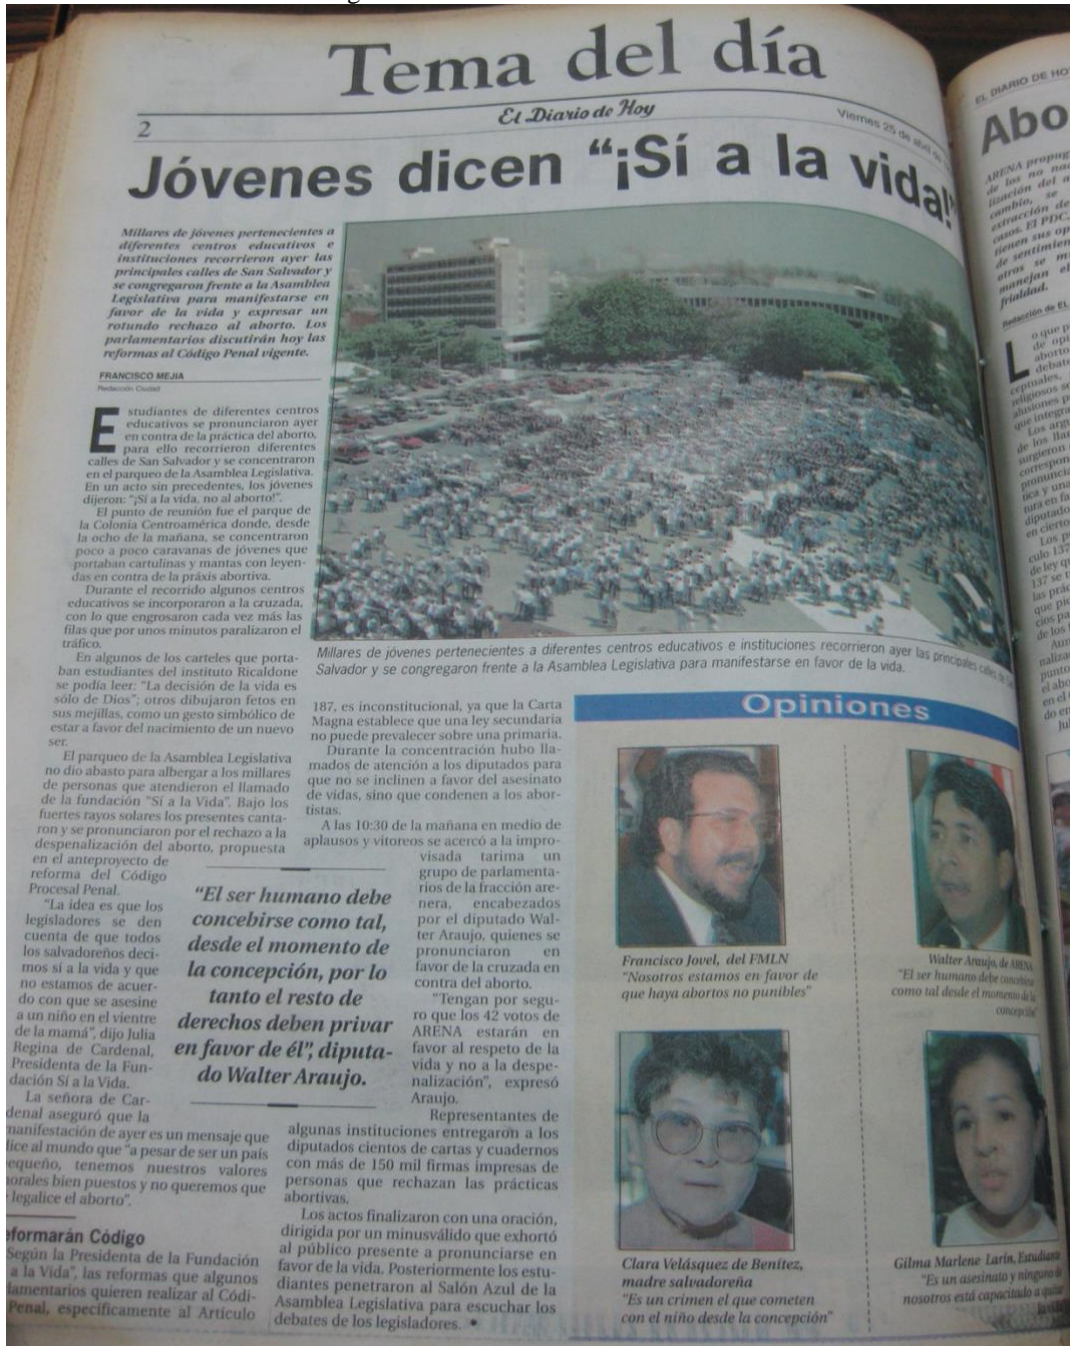 Tema del día
2
El Diario de Hoy
Viernes 25 de abril de
Jóvenes dicen “¡Sí a la vida!”
Millares de jóvenes pertenecientes a
diferentes centros educativos e
instituciones recorrieron ayer las
principales calles de San Salvador y
se congregaron frente a la Asamblea
Legislativa para manifestarse en
favor de la vida y expresar un
rotundo rechazo al aborto. Los
parlamentarios discutirán hoy las
reformas al Código Penal vigente.
FRANCISCO MEJIA
Redacción Ciudad
Estudiantes de diferentes centros
educativos se pronunciaron ayer
en contra de la práctica del aborto,
para ello recorrieron diferentes
calles de San Salvador y se concentraron
en el parqueo de la Asamblea Legislativa.
En un acto sin precedentes, los jóvenes
dijeron: “¡Sí a la vida, no al aborto!”.
El punto de reunión fue el parque de
la Colonia Centroamérica donde, desde
la ocho de la mañana, se concentraron
poco a poco caravanas de jóvenes que
portaban cartulinas y mantas con leyen-
das en contra de la práxis abortiva.
Durante el recorrido algunos centros
educativos se incorporaron a la cruzada,
con lo que engrosaron cada vez más las
filas que por unos minutos paralizaron el
tráfico.
En algunos de los carteles que porta-
ban estudiantes del instituto Ricaldone
se podía leer: “La decisión de la vida es
sólo de Dios”; otros dibujaron fetos en
sus mejillas, como un gesto simbólico de
estar a favor del nacimiento de un nuevo
ser.
El parqueo de la Asamblea Legislativa
no dio abasto para albergar a los millares
de personas que atendieron el llamado
de la fundación “Sí a la Vida”. Bajo los
fuertes rayos solares los presentes canta-
ron y se pronunciaron por el rechazo a la
despenalización del aborto, propuesta
en el anteproyecto de
reforma del Código
Procesal Penal.
“La idea es que los
legisladores se den
cuenta de que todos
los salvadoreños deci-
mos sí a la vida y que
no estamos de acuer-
do con que se asesine
a un niño en el vientre
de la mamá”, dijo Julia
Regina de Cardenal,
Presidenta de la Fun-
dación Sí a la Vida.
La señora de Car-
denal aseguró que la
manifestación de ayer es un mensaje que
dice al mundo que “a pesar de ser un país
pequeño, tenemos nuestros valores
morales bien puestos y no queremos que
legalice el aborto”.
eformarán Código
Según la Presidenta de la Fundación
a la Vida”, las reformas que algunos
lamentarios quieren realizar al Códi-
Penal, específicamente al Artículo
187, es inconstitucional, ya que la Carta
Magna establece que una ley secundaria
no puede prevalecer sobre una primaria.
Durante la concentración hubo lla-
mados de atención a los diputados para
que no se inclinen a favor del asesinato
de vidas, sino que condenen a los abor-
tistas.
A las 10:30 de la mañana en medio de
aplausos y vítoreos se acercó a la impro-
visada tarima un
grupo de parlamenta-
rios de la fracción are-
nera, encabezados
por el diputado Wal-
ter Araujo, quienes se
pronunciaron en
favor de la cruzada en
contra del aborto.
“Tengan por segu-
ro que los 42 votos de
ARENA estarán en
favor al respeto de la
vida y no a la despe-
nalización”, expresó
Araujo.
Representantes de
algunas instituciones entregaron a los
diputados cientos de cartas y cuadernos
con más de 150 mil firmas impresas de
personas que rechazan las prácticas
abortivas.
Los actos finalizaron con una oración,
dirigida por un minusválido que exhortó
al público presente a pronunciarse en
favor de la vida. Posteriormente los estu-
diantes penetraron al Salón Azul de la
Asamblea Legislativa para escuchar los
debates de los legisladores.
“El ser humano debe
concebirse como tal,
desde el momento de
la concepción, por lo
tanto el resto de
derechos deben privar
en favor de él”, diputa-
do Walter Araujo.
Millares de jóvenes pertenecientes a diferentes centros educativos e instituciones recorrieron ayer las principales calles de
Salvador y se congregaron frente a la Asamblea Legislativa para manifestarse en favor de la vida.
Opiniones
Francisco Jovel, del FMLN
“Nosotros estamos en favor de
que haya abortos no punibles”
Walter Araujo, de ARENA
“El ser humano debe concebirse
como tal desde el momento de la
concepción”
Clara Velásquez de Benítez,
madre salvadoreña
“Es un crimen el que cometen
con el niño desde la concepción”
Gilma Marlene Larín, Estudiante
“Es un asesinato y ninguno de
nosotros está capacitado a quitar
la vida”
EL DIARIO DE HO
Abo
ARENA propug
de los no na
lización del a
cambio, se
extracción de
casos. El PDC,
tienen sus op
de sentimien
otros se m
manejan el
frialdad.
Redacción de EL